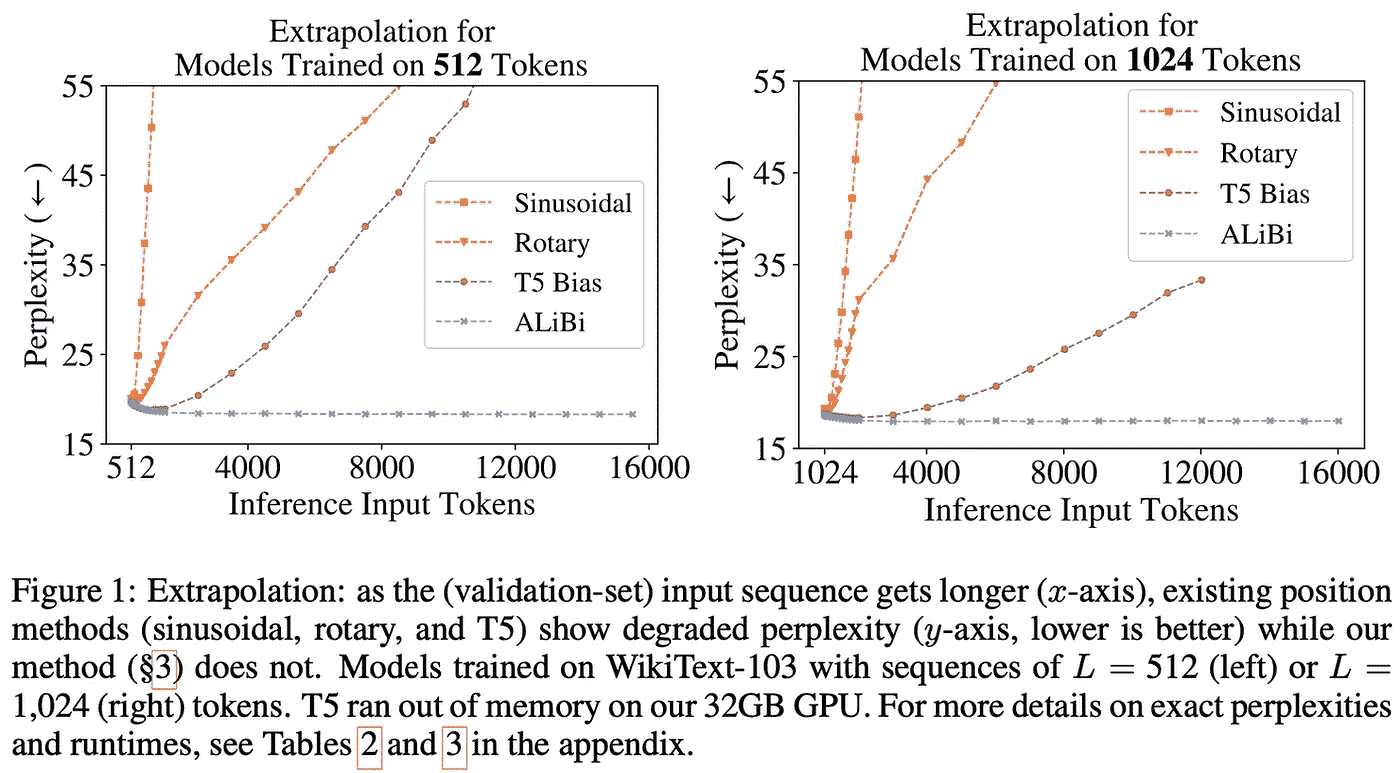 Extrapolation for
Models Trained on 512 Tokens
55
45
35
25
15
Perplexity (←)
Sinusoidal
Rotary
T5 Bias
ALiBi
512
4000
8000
12000
16000
Inference Input Tokens
Extrapolation for
Models Trained on 1024 Tokens
55
45
35
25
15
Perplexity (←)
Sinusoidal
Rotary
T5 Bias
ALiBi
1024
4000
8000
12000
16000
Inference Input Tokens
Figure 1: Extrapolation: as the (validation-set) input sequence gets longer (x-axis), existing position
methods (sinusoidal, rotary, and T5) show degraded perplexity (y-axis, lower is better) while our
method (§3) does not. Models trained on WikiText-103 with sequences of L = 512 (left) or L =
1,024 (right) tokens. T5 ran out of memory on our 32GB GPU. For more details on exact perplexities
and runtimes, see Tables 2 and 3 in the appendix.